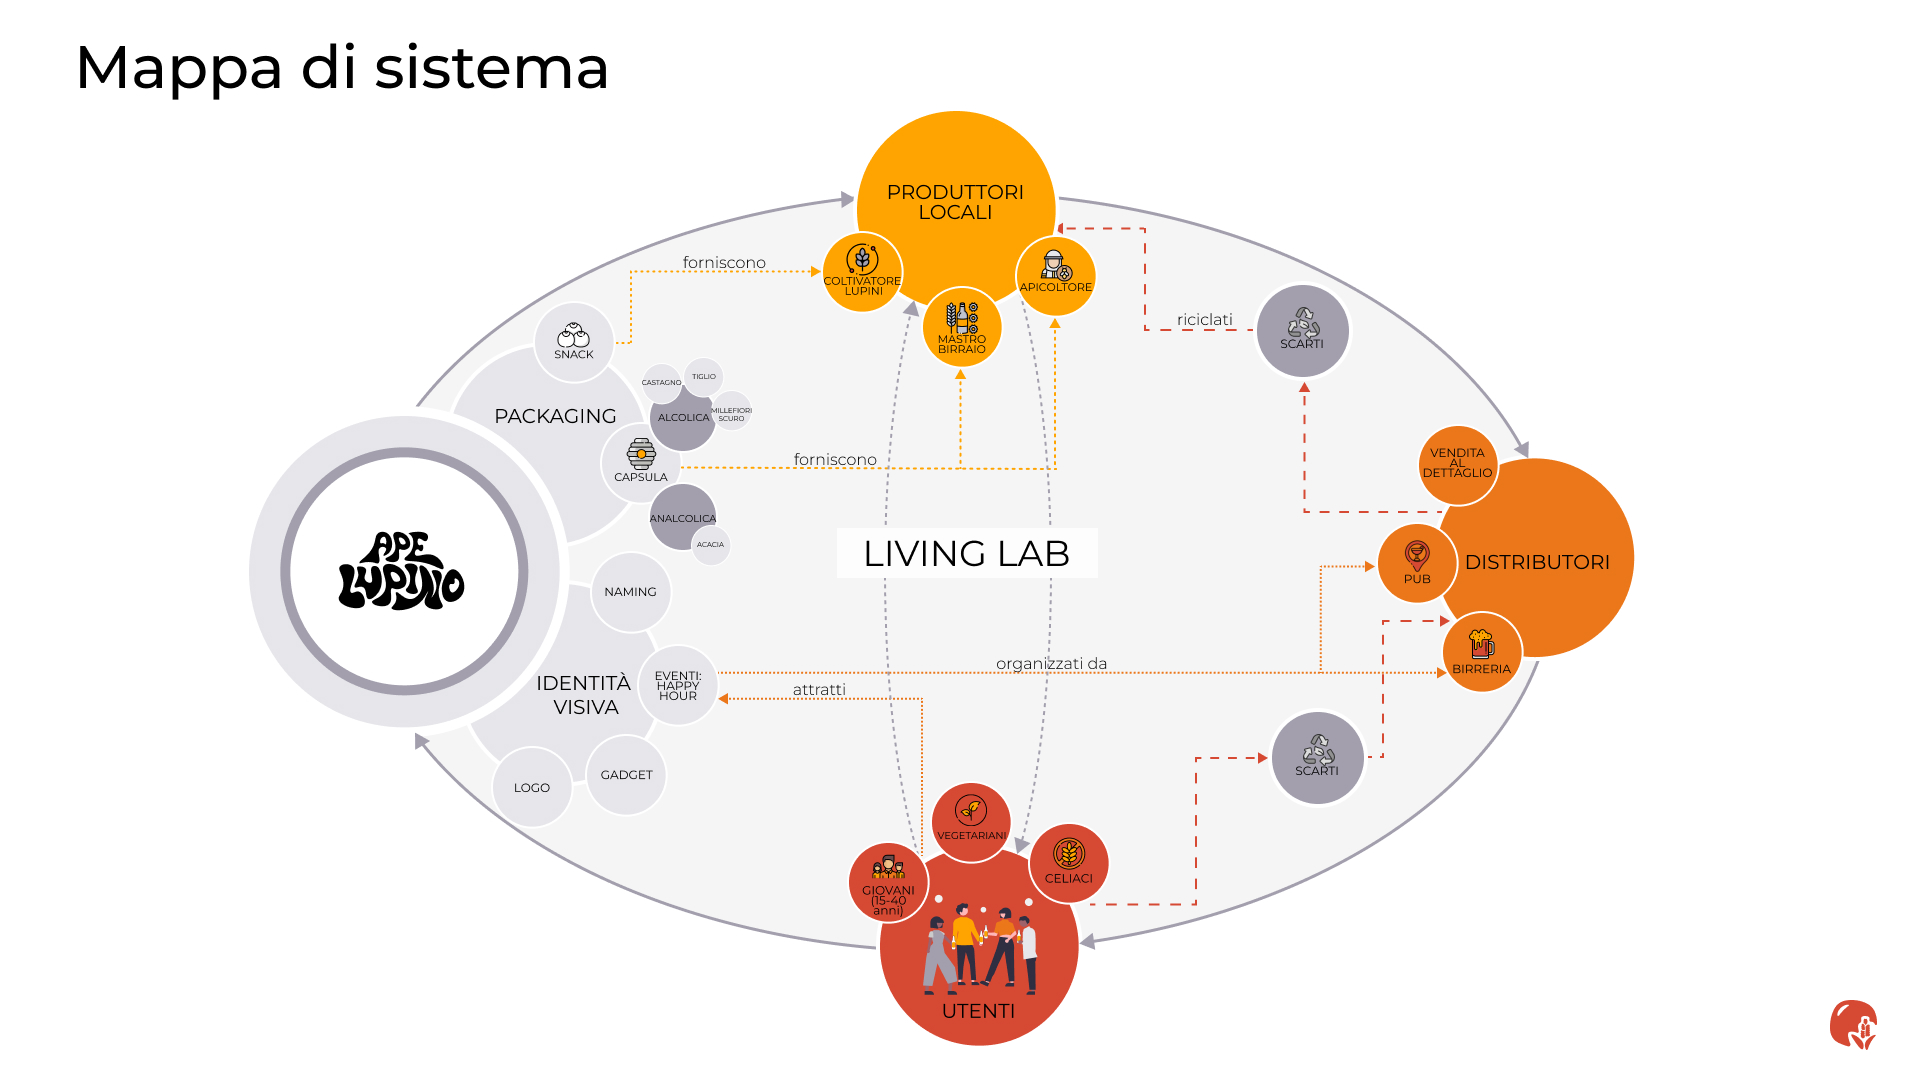 Mappa di sistema
PRODUTTORI
LOCALI
COLTIVATORE
LUPINI
MASTRO
BIRRAIO
APICOLTORE
forniscono
SNACK
PACKAGING
CASTAGNO
TIGLIO
MILLEFIORI
SCURO
ALCOLICA
CAPSULA
forniscono
ANALCOLICA
ACACIA
riciclati
SCARTI
VENDITA
AL
DETTAGLIO
PUB
DISTRIBUTORI
BIRRERIA
LIVING LAB
APE
LUPINO
NAMING
IDENTITÀ
VISIVA
EVENTI:
HAPPY
HOUR
organizzati da
attratti
LOGO
GADGET
SCARTI
VEGETARIANI
GIOVANI
(15-40
anni)
CELIACI
UTENTI